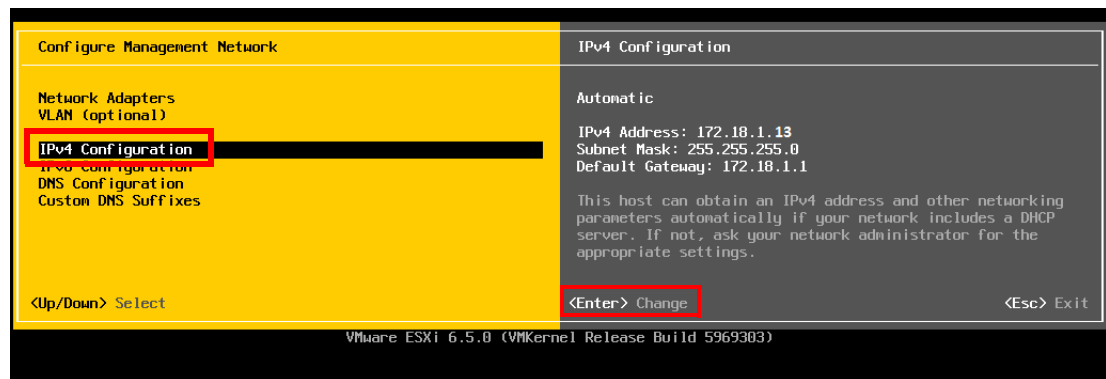 Configure Management Network
Network Adapters
VLAN (optional)
IPv4 Configuration
IPv6 Configuration
DNS Configuration
Custom DNS Suffixes
<Up/Down> Select
IPv4 Configuration
Automatic
IPv4 Address: 172.18.1.13
Subnet Mask: 255.255.255.0
Default Gateway: 172.18.1.1
This host can obtain an IPv4 address and other networking
parameters automatically if your network includes a DHCP
server. If not, ask your network administrator for the
appropriate settings.
<Enter> Change
<Esc> Exit
VMware ESXi 6.5.0 (VMKernel Release Build 5969303)